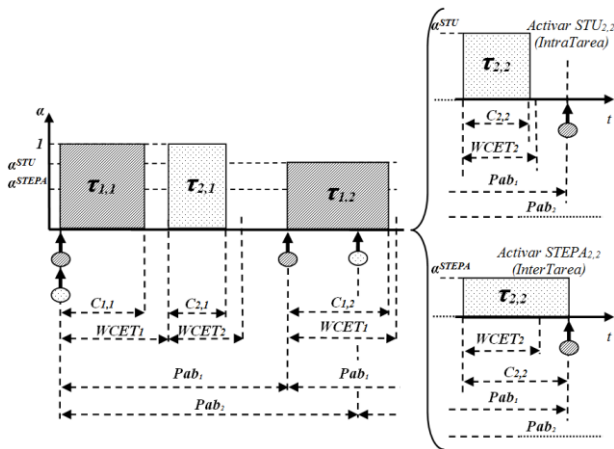 α
1
α^STU
α^STEPA
τ1,1
τ2,1
τ1,2
C1,1
C2,1
C1,2
WCET1
WCET2
WCET1
Pab1
Pab1
Pab2
α^STU
Activar STU2,2
(IntraTarea)
τ2,2
t
C2,2
WCET2
Pab1
Pab2
Activar STEPA2,2
(InterTarea)
α^STEPA
τ2,2
t
WCET2
C2,2
Pab1
Pab2